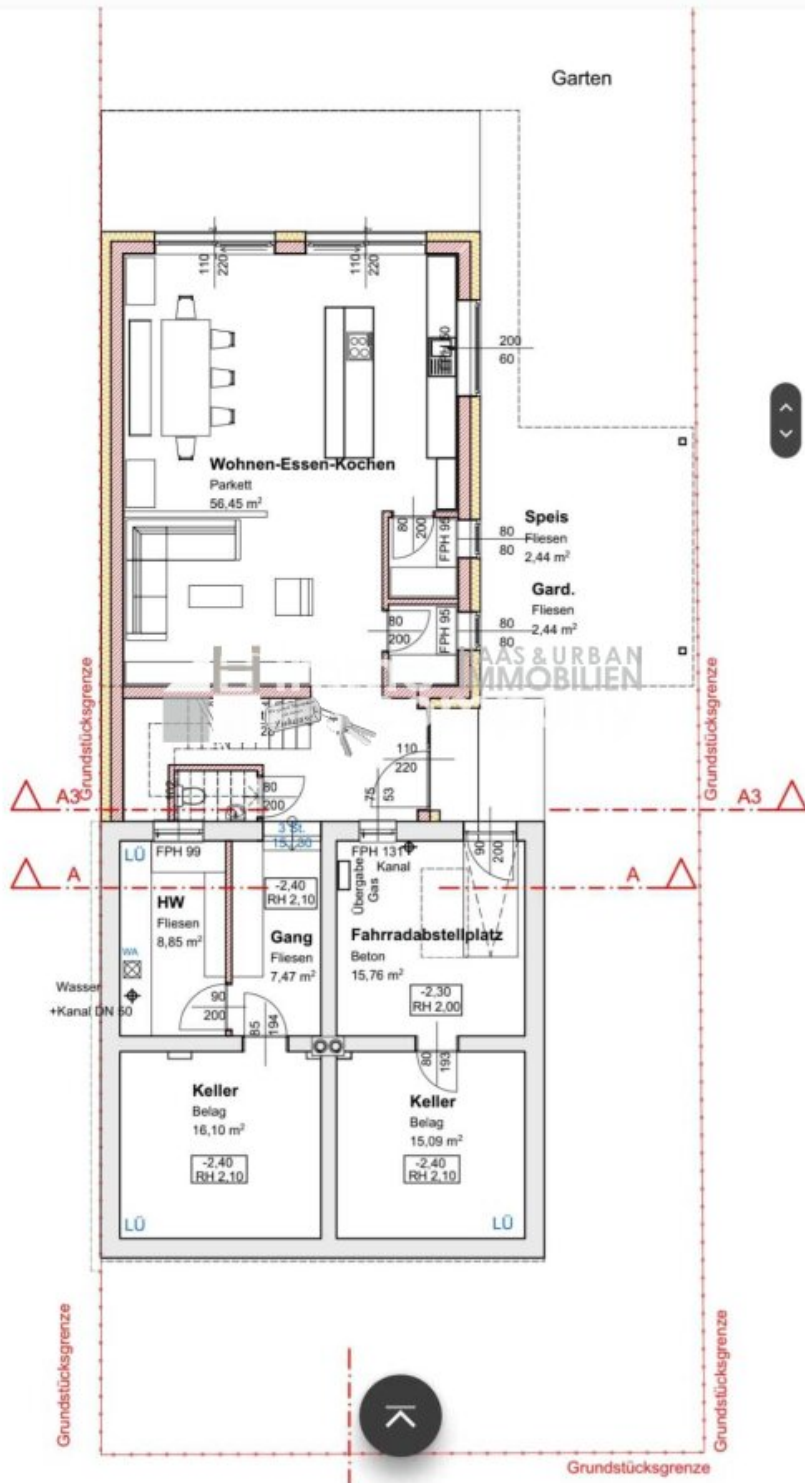 Garten
110
220
110
220
200
60
Wohnen-Essen-Kochen
Parkett
56,45 m²
80
200
FPH 95
80
80
Speis
Fliesen
2,44 m²
Gard.
Fliesen
2,44 m²
80
200
FPH 95
80
80
AAS & URBAN
IMMOBILIEN
Grundstücksgrenze
Grundstücksgrenze
110
220
80
200
75
53
A3
A3
3 St.
LÜ
FPH 99
FPH 131
Kanal
90
200
A
A
-2,40
RH 2,10
Übergabe
Gas
HW
Fliesen
8,85 m²
Gang
Fliesen
7,47 m²
Fahrradabstellplatz
Beton
15,76 m²
WA
Wasser
+Kanal DN 50
90
200
-2,30
RH 2,00
85
194
80
193
Keller
Belag
16,10 m²
-2,40
RH 2,10
Keller
Belag
15,09 m²
-2,40
RH 2,10
LÜ
LÜ
Grundstücksgrenze
Grundstücksgrenze
Grundstücksgrenze